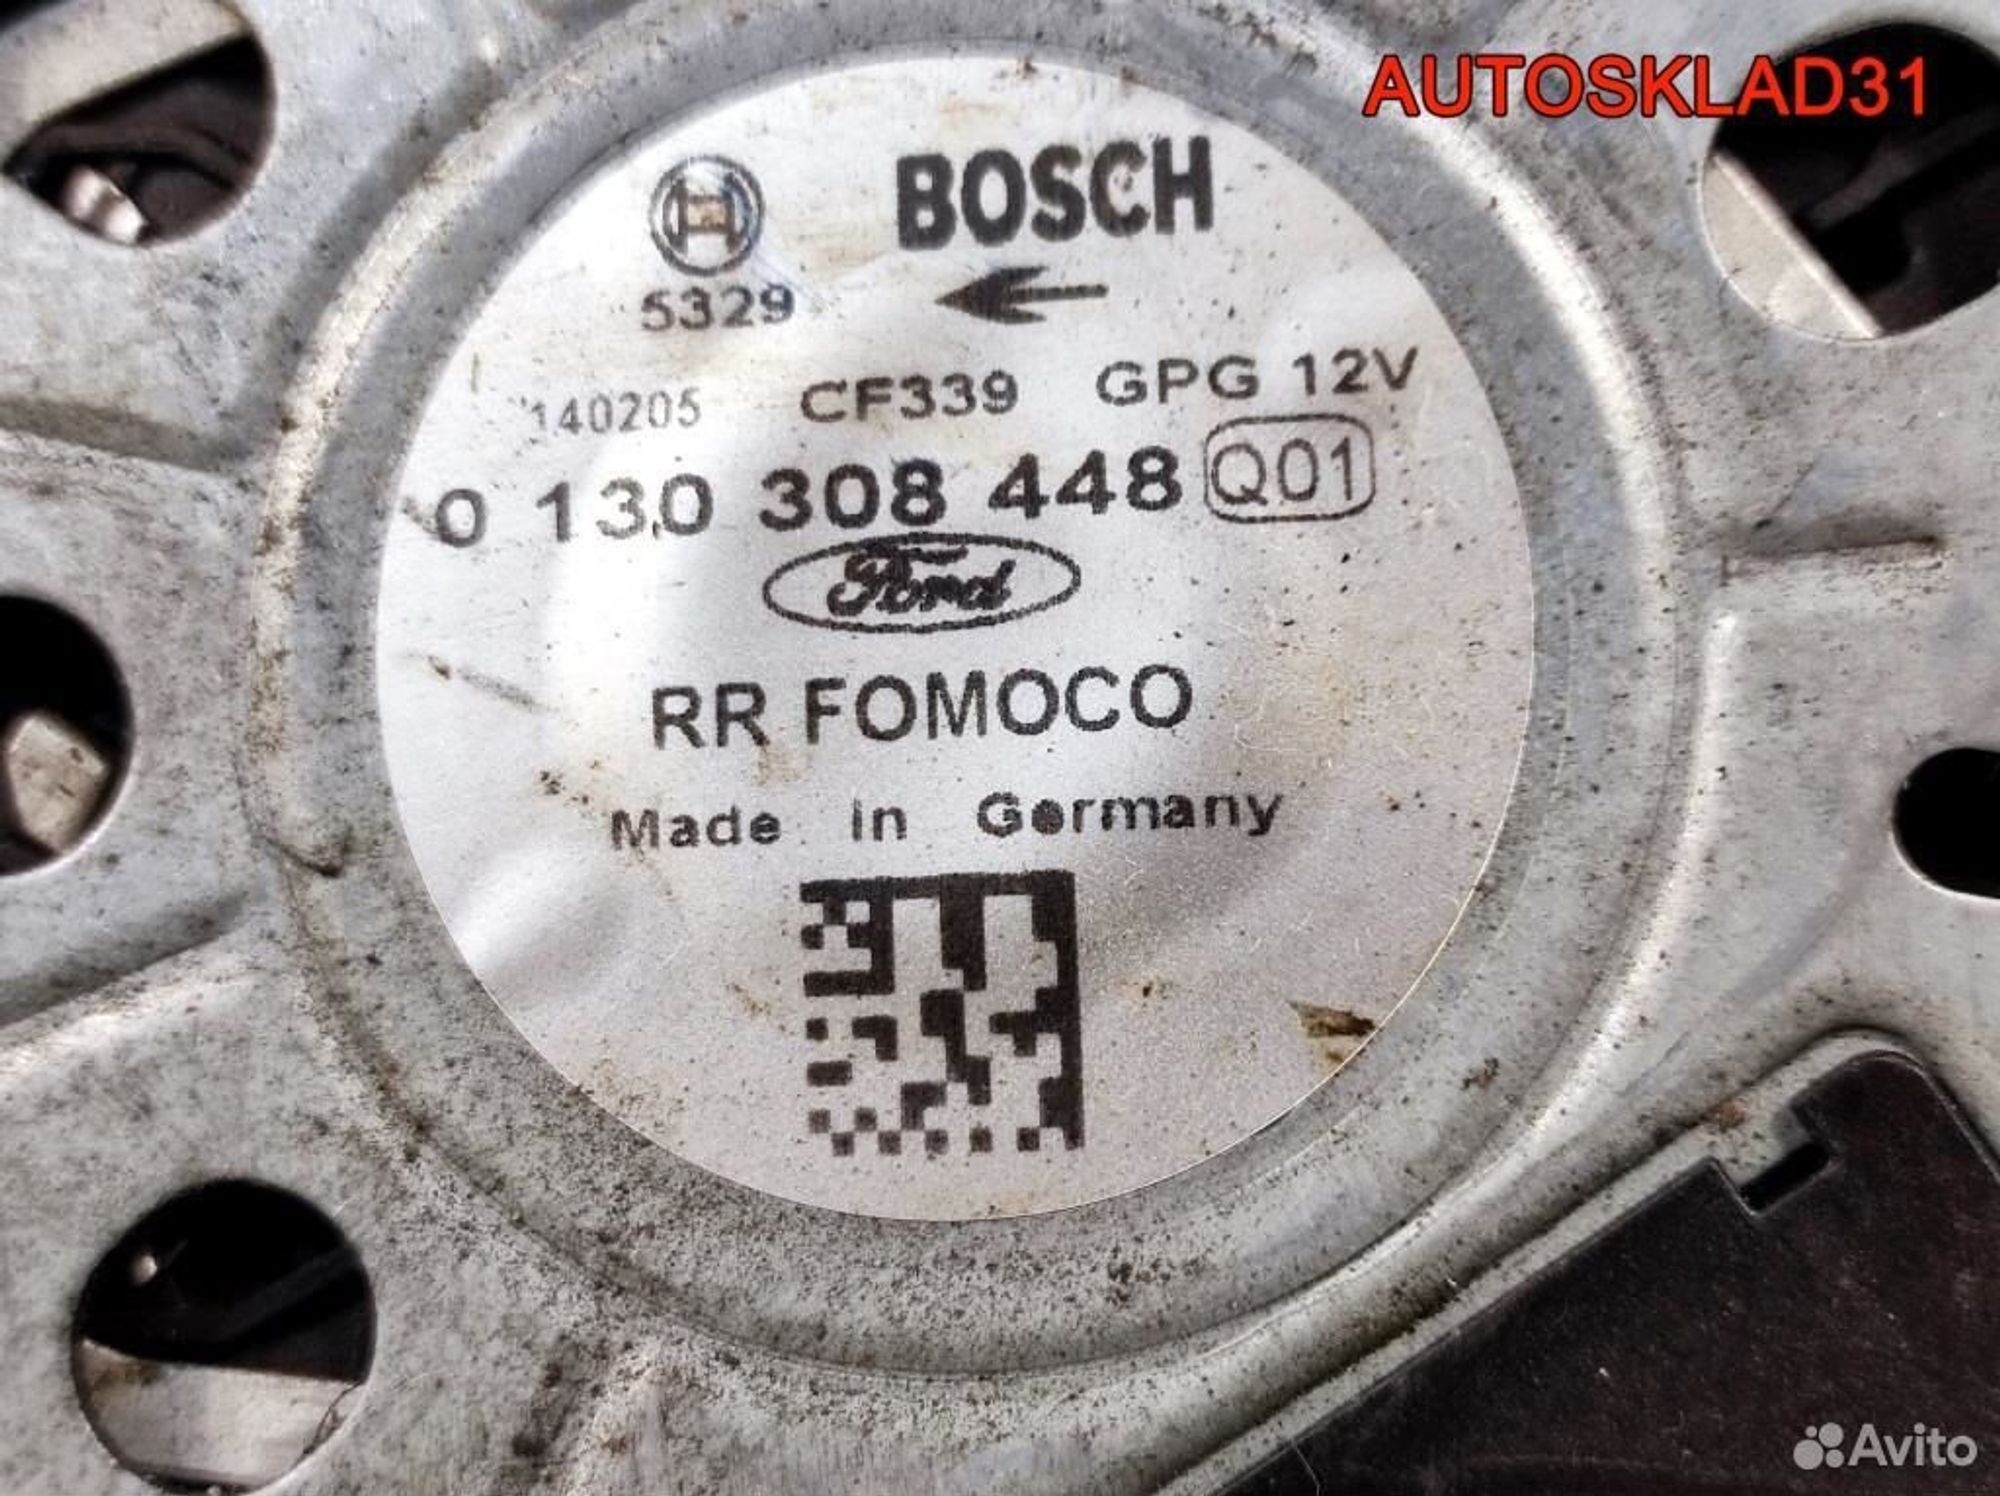 AUTOSKLAD31
BOSCH
5329
140205 CF339 GPG 12V
0 130 308 448 Q01
Ford
RR FOMOCO
Made in Germany
Avito